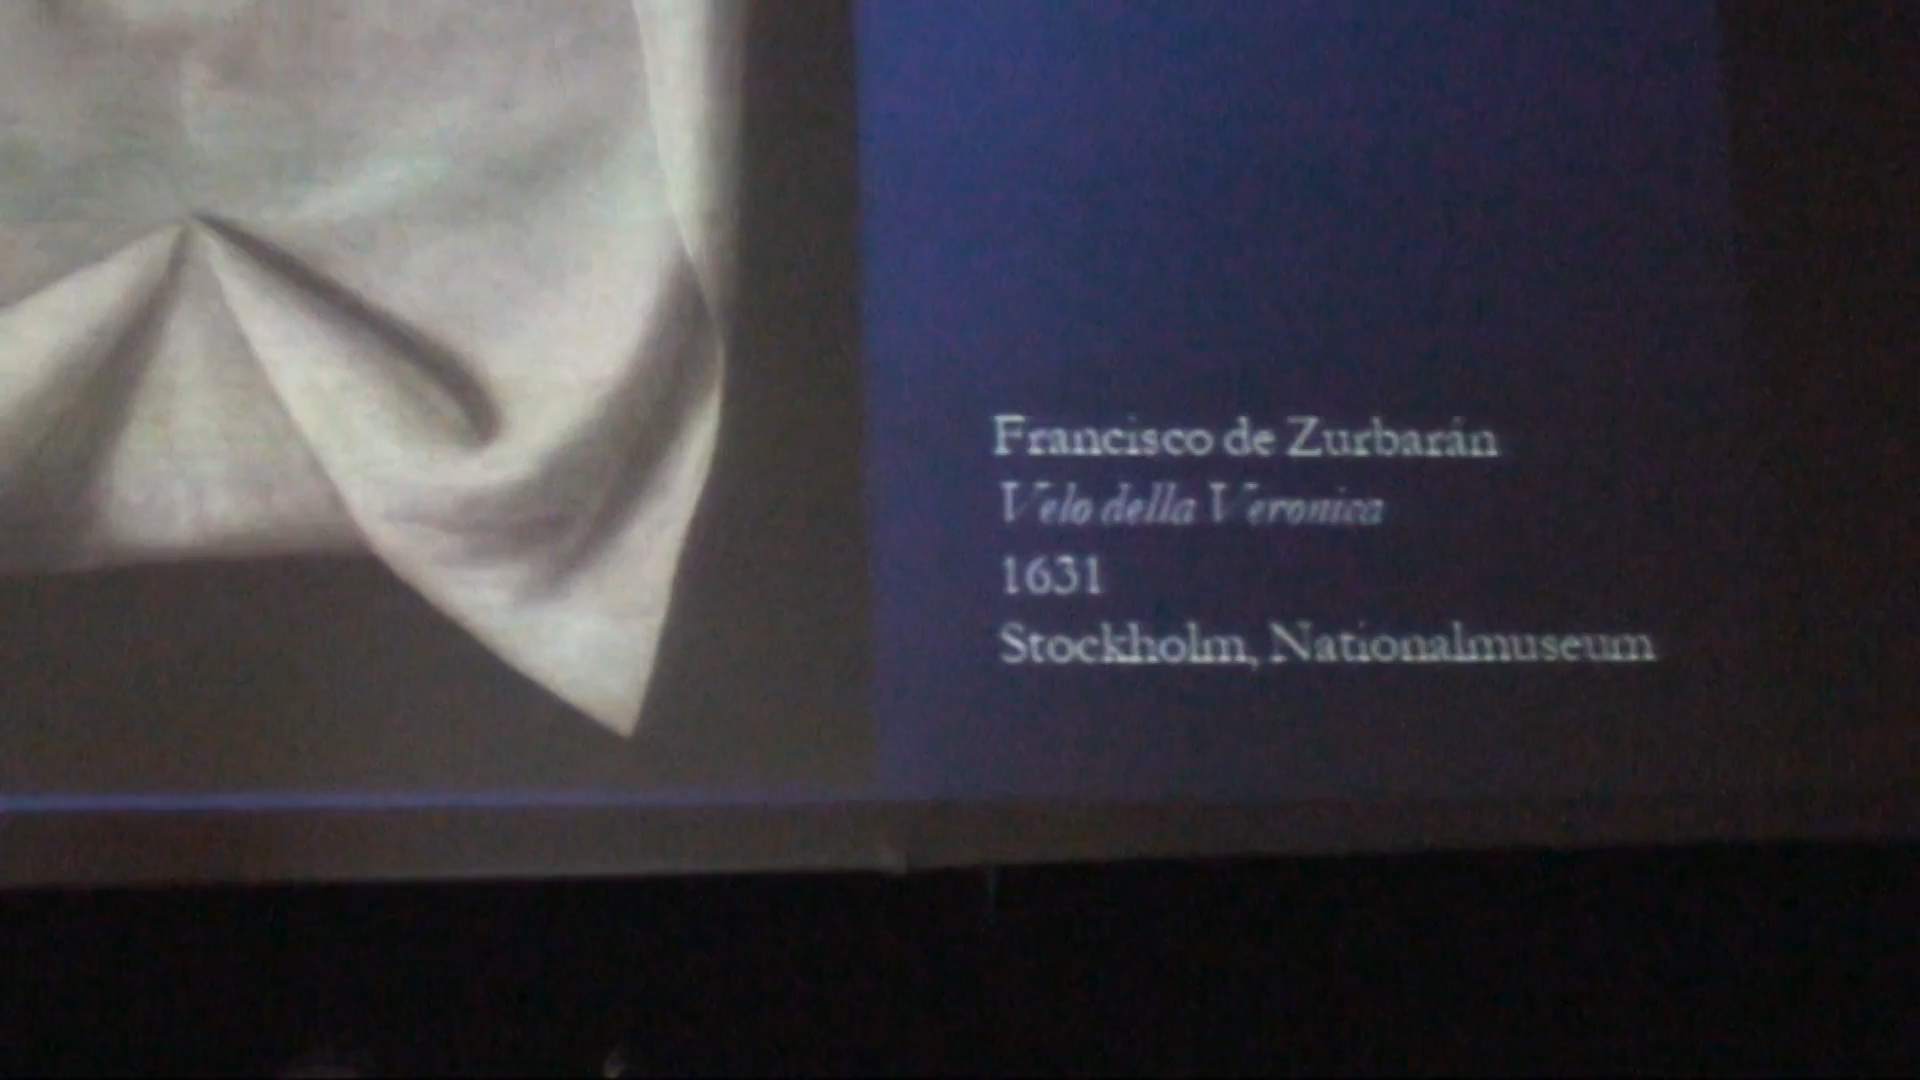 Francisco de Zurbarán
Velo della Veronica
1631
Stockholm, Nationalmuseum